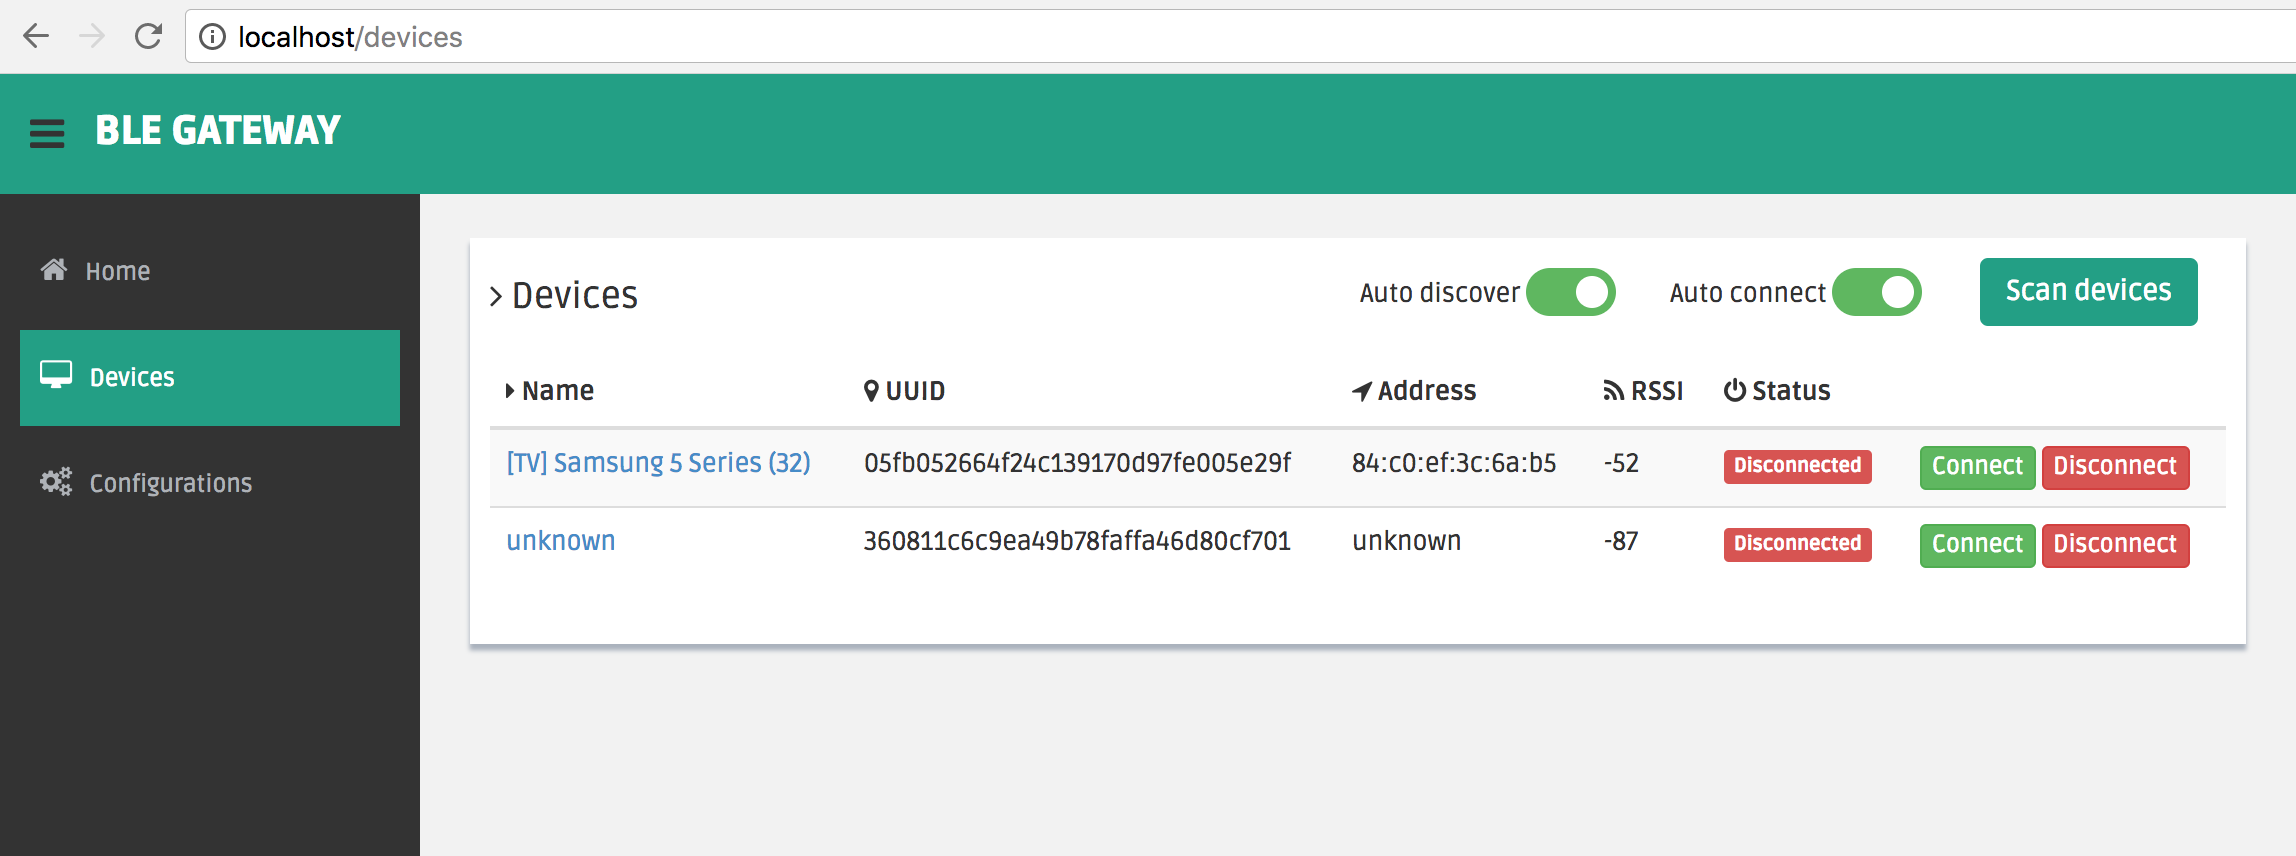 localhost/devices
BLE GATEWAY
Home
Devices
Configurations
Devices
Auto discover
Auto connect
Scan devices
Name UUID Address RSSI Status
[TV] Samsung 5 Series (32) 05fb052664f24c139170d97fe005e29f 84:c0:ef:3c:6a:b5 -52 Disconnected Connect Disconnect
unknown 360811c6c9ea49b78faffa46d80cf701 unknown -87 Disconnected Connect Disconnect